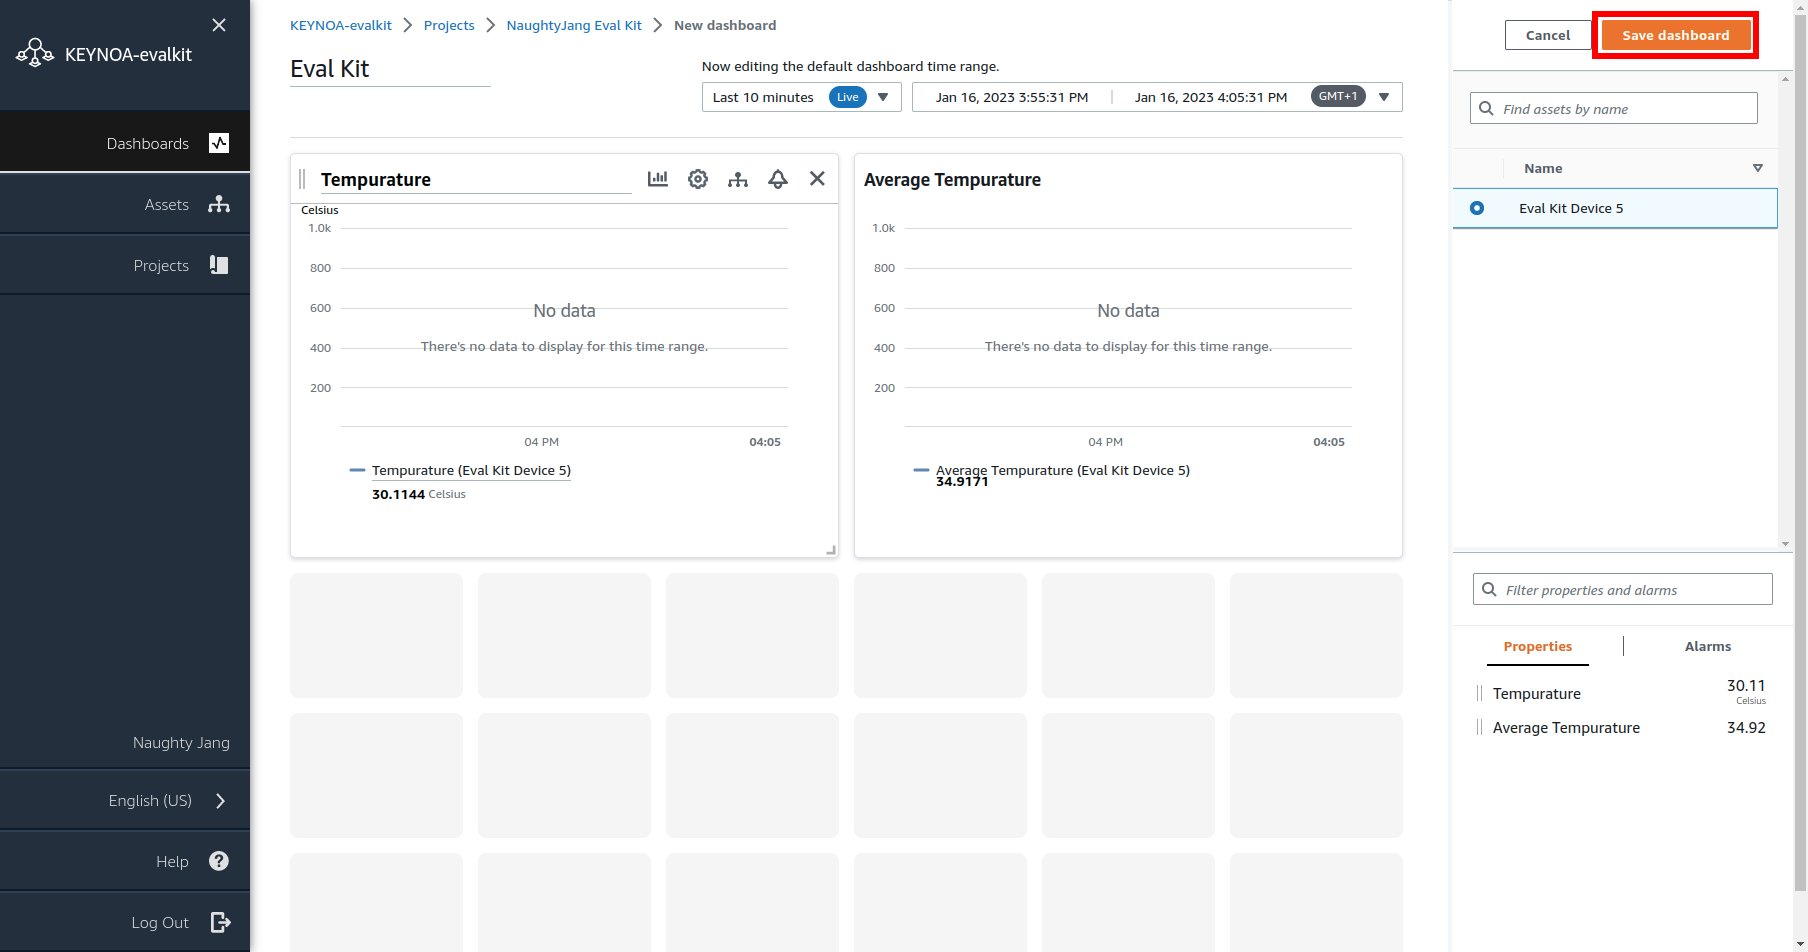 KEYNOA-evalkit
Dashboards
Assets
Projects
Naughty Jang
English (US)
Help
Log Out
KEYNOA-evalkit Projects NaughtyJang Eval Kit New dashboard
Eval Kit
Now editing the default dashboard time range.
Last 10 minutes Live
Jan 16, 2023 3:55:31 PM Jan 16, 2023 4:05:31 PM GMT+1
Tempurature
Celsius
1.0k
800
600
400
200
No data
There's no data to display for this time range.
04 PM 04:05
Tempurature (Eval Kit Device 5)
30.1144 Celsius
Average Tempurature
1.0k
800
600
400
200
No data
There's no data to display for this time range.
04 PM 04:05
Average Tempurature (Eval Kit Device 5)
34.9171
Cancel Save dashboard
Find assets by name
Name
Eval Kit Device 5
Filter properties and alarms
Properties Alarms
Tempurature 30.11
Celsius
Average Tempurature 34.92